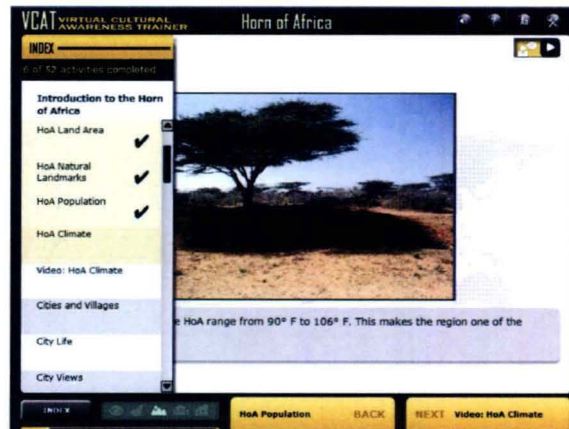 VCAT VIRTUAL CULTURAL
AWARENESS TRAINER
Horn of Africa
INDEX
6 of 52 activities completed
Introduction to the Horn
of Africa
HoA Land Area
HoA Natural
Landmarks
HoA Population
HoA Climate
Video: HoA Climate
Cities and Villages
City Life
City Views
e HoA range from 90° F to 106° F. This makes the region one of the
INDEX
HoA Population BACK
NEXT Video: HoA Climate